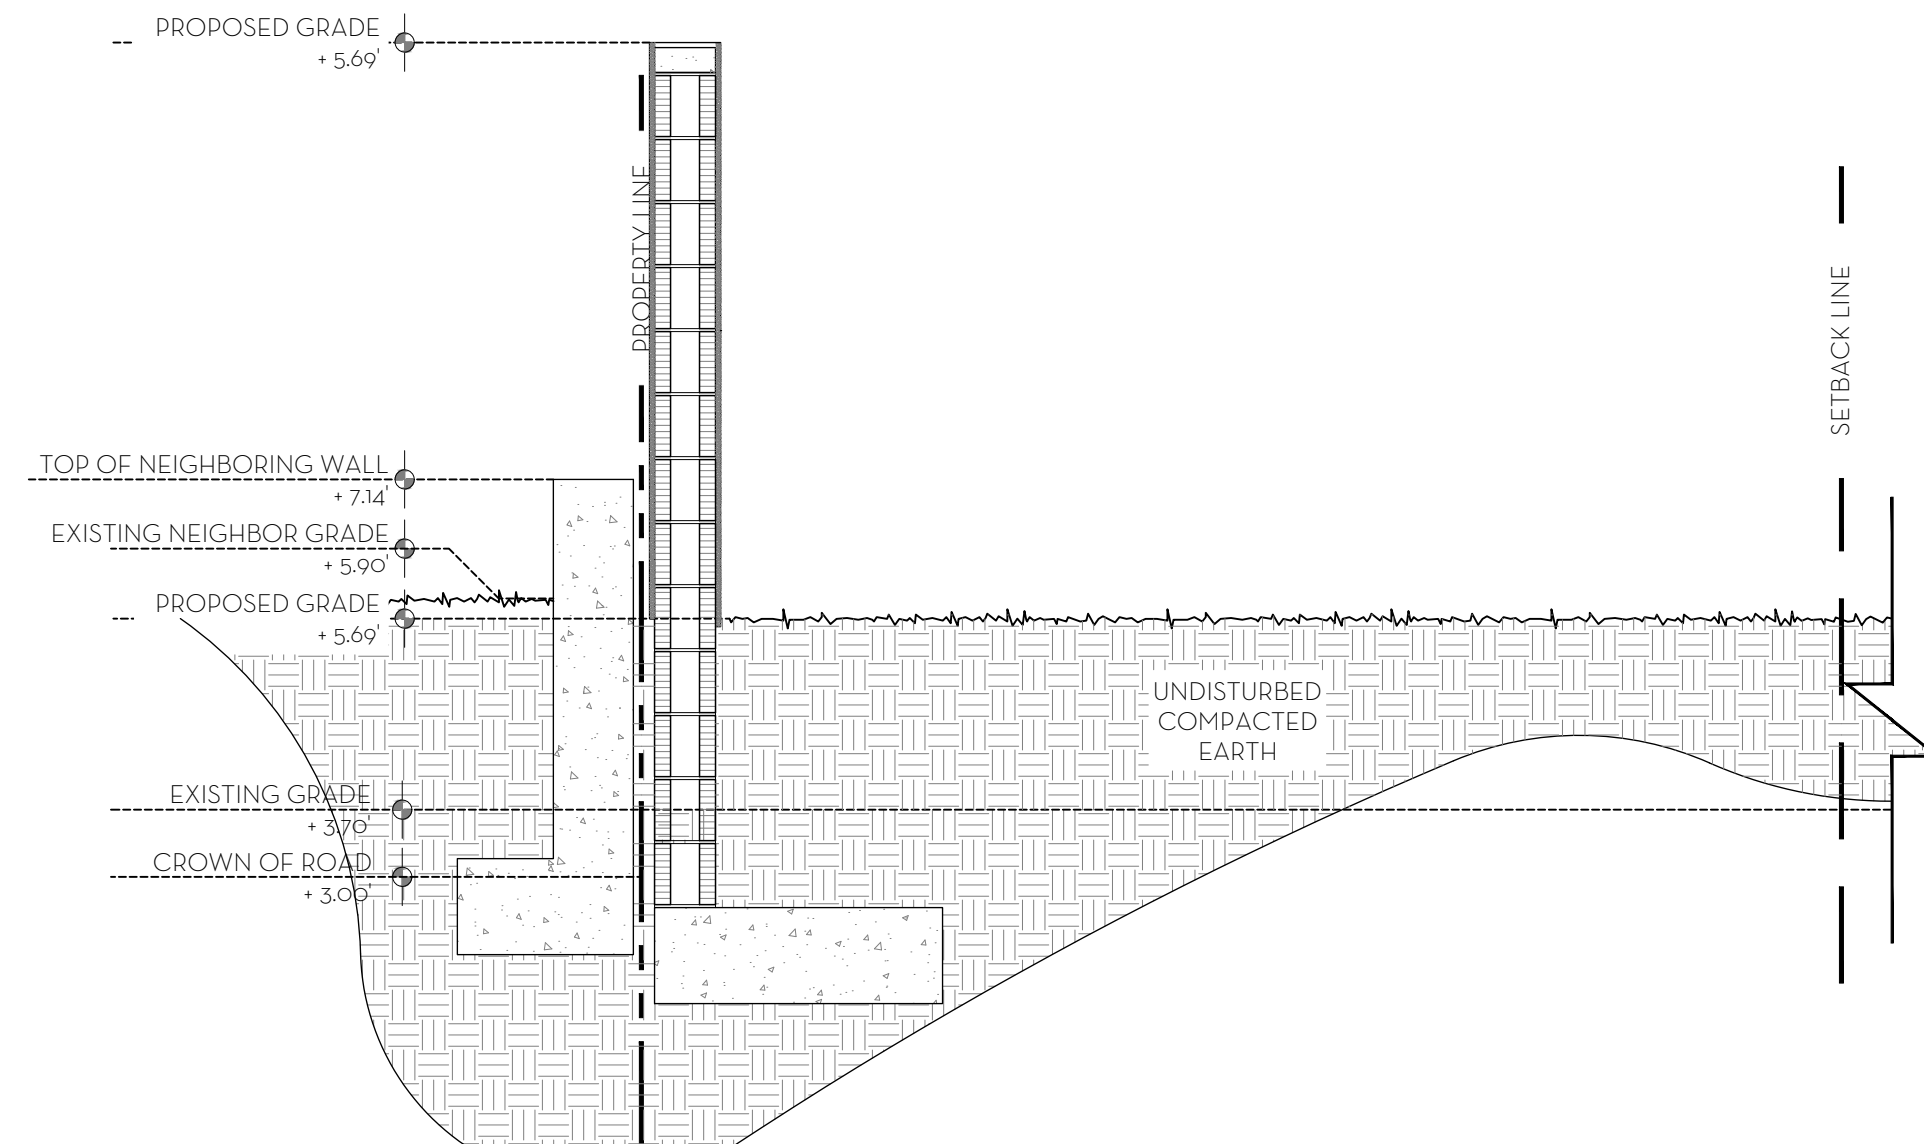 PROPOSED GRADE
+ 5.69'
PROPERTY LINE
SETBACK LINE
TOP OF NEIGHBORING WALL
+ 7.14'
EXISTING NEIGHBOR GRADE
+ 5.90'
PROPOSED GRADE
+ 5.69'
UNDISTURBED
COMPACTED
EARTH
EXISTING GRADE
+ 3.70'
CROWN OF ROAD
+ 3.00'